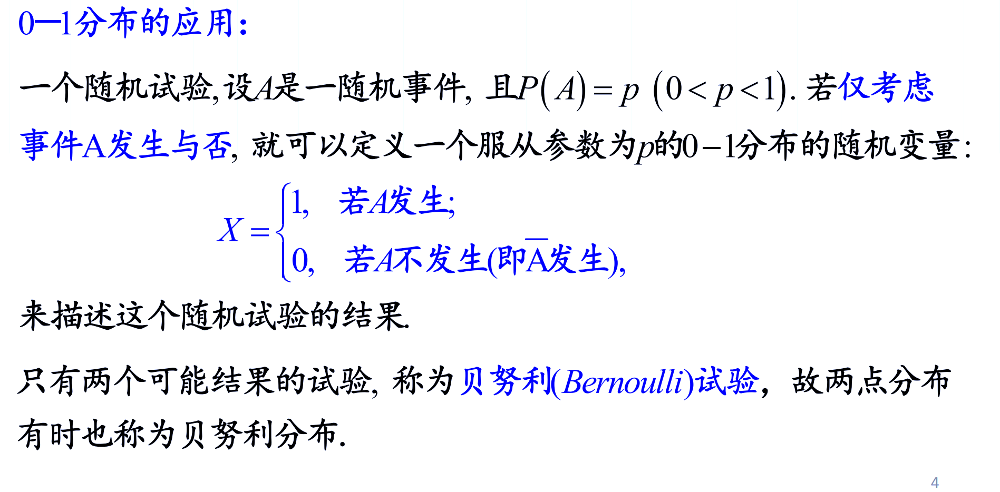 0—1分布的应用：
一个随机试验,设A是一随机事件, 且P(A) = p (0 < p < 1). 若仅考虑
事件A发生与否, 就可以定义一个服从参数为p的0－1分布的随机变量:
X = { 1, 若A发生;
0, 若A不发生(即A̅发生),
来描述这个随机试验的结果.
只有两个可能结果的试验, 称为贝努利(Bernoulli)试验，故两点分布
有时也称为贝努利分布.
4